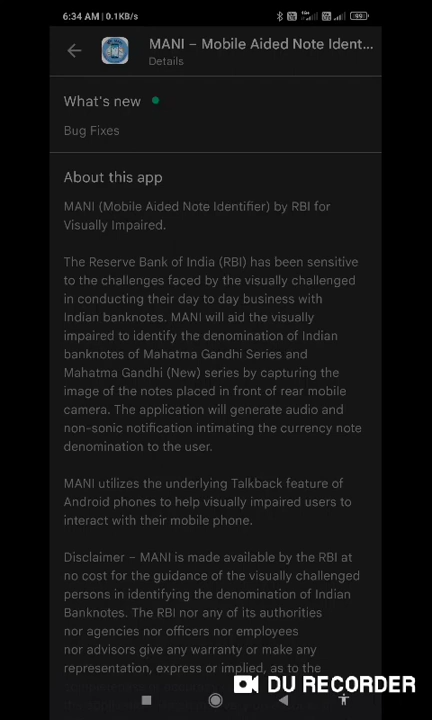 6:34 AM | 0.1KB/s
99
MANI – Mobile Aided Note Ident...
Details
What's new
Bug Fixes
About this app
MANI (Mobile Aided Note Identifier) by RBI for
Visually Impaired.
The Reserve Bank of India (RBI) has been sensitive
to the challenges faced by the visually challenged
in conducting their day to day business with
Indian banknotes. MANI will aid the visually
impaired to identify the denomination of Indian
banknotes of Mahatma Gandhi Series and
Mahatma Gandhi (New) series by capturing the
image of the notes placed in front of rear mobile
camera. The application will generate audio and
non-sonic notification intimating the currency note
denomination to the user.
MANI utilizes the underlying Talkback feature of
Android phones to help visually impaired users to
interact with their mobile phone.
Disclaimer – MANI is made available by the RBI at
no cost for the guidance of the visually challenged
persons in identifying the denomination of Indian
Banknotes. The RBI nor any of its authorities
nor agencies nor officers nor employees
nor advisors give any warranty or make any
representation, express or implied, as to the
DU RECORDER